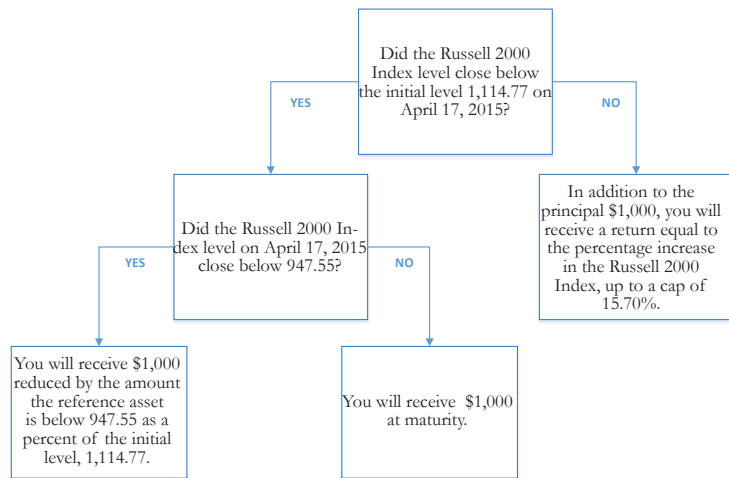 Did the Russell 2000
Index level close below
the initial level 1,114.77 on
April 17, 2015?
YES
NO
Did the Russell 2000 In-
dex level on April 17, 2015
close below 947.55?
In addition to the
principal $1,000, you will
receive a return equal to
the percentage increase
in the Russell 2000
Index, up to a cap of
15.70%.
YES
NO
You will receive $1,000
reduced by the amount
the reference asset
is below 947.55 as a
percent of the initial
level, 1,114.77.
You will receive $1,000
at maturity.